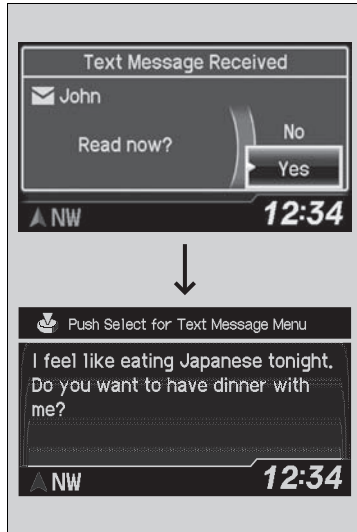 Text Message Received
John
Read now?
No
Yes
NW
12:34
Push Select for Text Message Menu
I feel like eating Japanese tonight.
Do you want to have dinner with
me?
NW
12:34